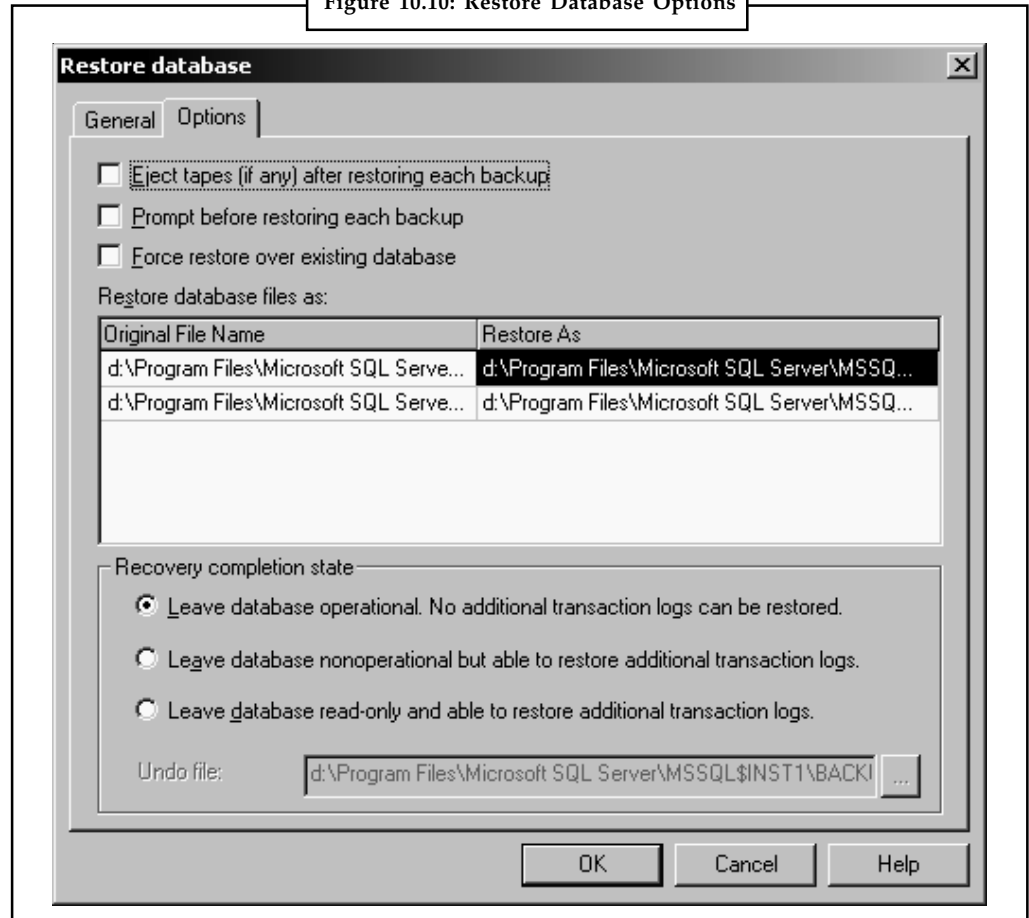 Figure 10.10: Restore Database Options
Restore database
General Options
Eject tapes (if any) after restoring each backup
Prompt before restoring each backup
Force restore over existing database
Restore database files as:
Original File Name Restore As
d:\Program Files\Microsoft SQL Serve... d:\Program Files\Microsoft SQL Server\MSSQ...
d:\Program Files\Microsoft SQL Serve... d:\Program Files\Microsoft SQL Server\MSSQ...
Recovery completion state
Leave database operational. No additional transaction logs can be restored.
Leave database nonoperational but able to restore additional transaction logs.
Leave database read-only and able to restore additional transaction logs.
Undo file: d:\Program Files\Microsoft SQL Server\MSSQL$INST1\BACKU ...
OK Cancel Help